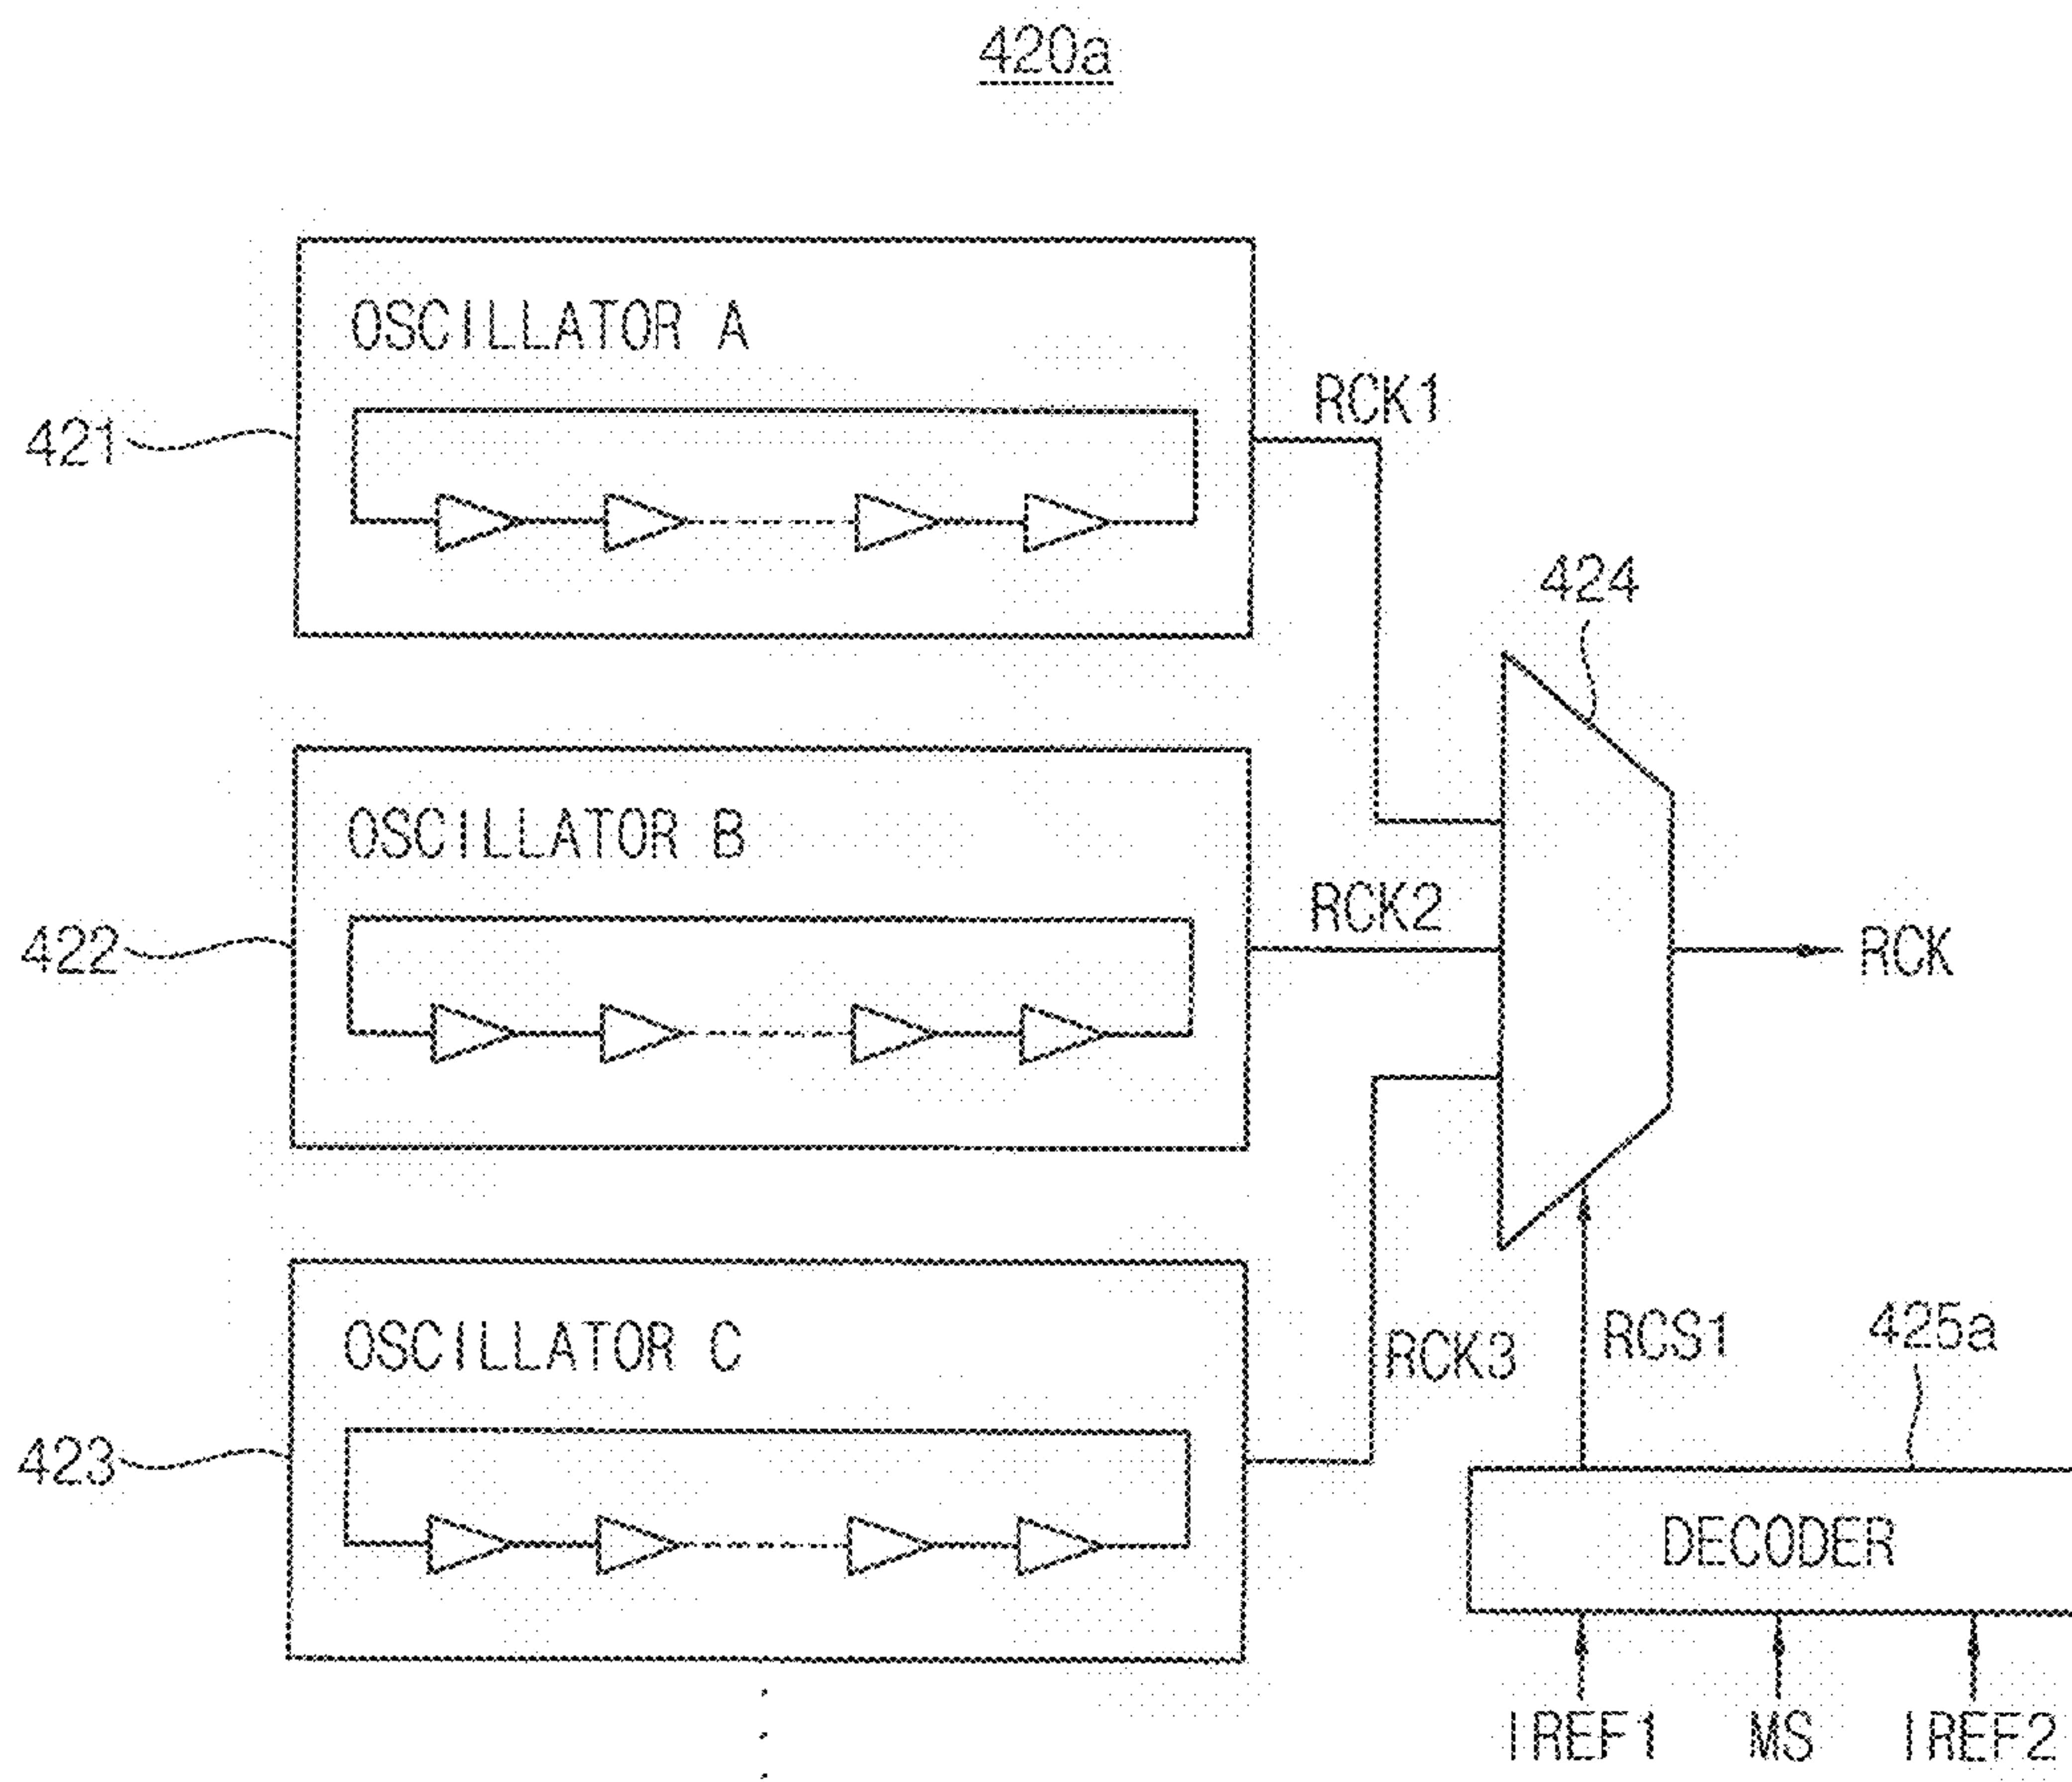 420a
OSCILLATOR A
421
RCK1
424
OSCILLATOR B
422
RCK2
RCK
OSCILLATOR C
423
RCK3
RCS1
425a
DECODER
IREF1 MS IREF2